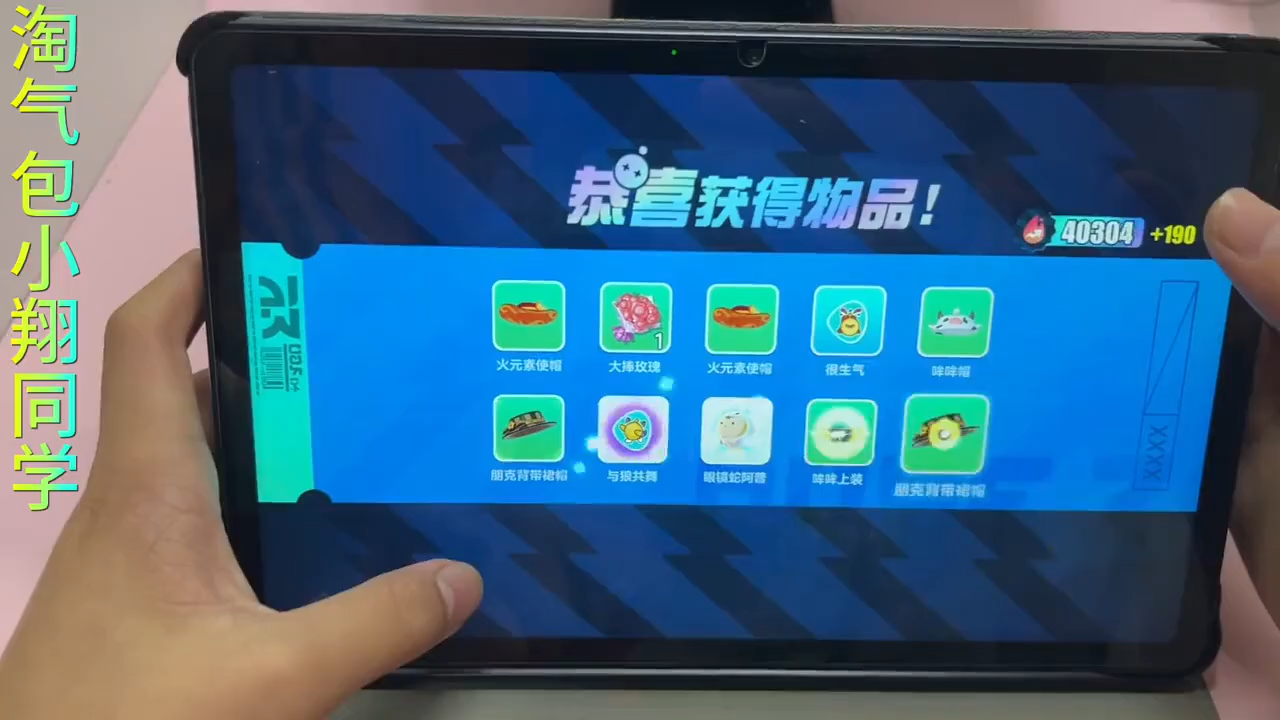 淘气包小翔同学
恭喜获得物品!
40304 +190
火元素使帽
大捧玫瑰
1
火元素使帽
很生气
哞哞帽
朋克背带裙帽
与狼共舞
眼镜蛇阿普
哞哞上装
朋克背带裙帽
XXXX